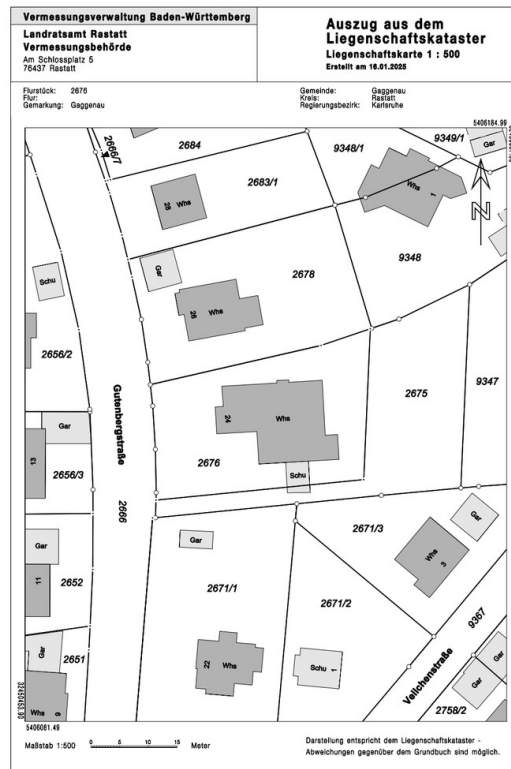 Vermessungsverwaltung Baden-Württemberg
Landratsamt Rastatt
Vermessungsbehörde
Am Schlossplatz 5
76437 Rastatt
Auszug aus dem
Liegenschaftskataster
Liegenschaftskarte 1 : 500
Erstellt am 16.01.2025
Flurstück: 2676
Flur:
Gemarkung: Gaggenau
Gemeinde: Gaggenau
Kreis: Rastatt
Regierungsbezirk: Karlsruhe
5406184.99
2666/7
2684
9348/1
9349/1
Gar
2683/1
28
Whs
Whs
1
N
Gar
2678
9348
Schu
26
Whs
2656/2
Gutenbergstraße
2675
9347
24
Whs
Gar
13
2676
Schu
2656/3
2666
2671/3
Gar
Gar
Gar
Whs
3
11
2652
2671/1
2671/2
9367
2651
Gar
22
Whs
Schu
1
Veilchenstraße
Gar
Gar
Whs
9
2758/2
32450453.90
5406081.49
Maßstab 1:500
0
5
10
15
Meter
Darstellung entspricht dem Liegenschaftskataster -
Abweichungen gegenüber dem Grundbuch sind möglich.